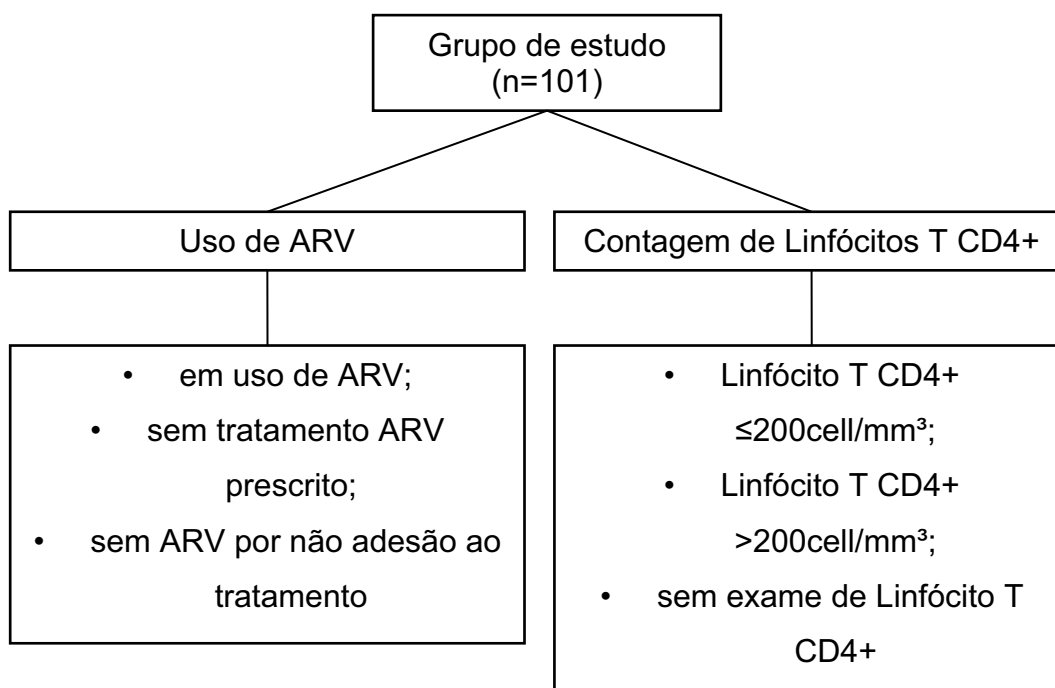 Grupo de estudo
(n=101)
Uso de ARV
Contagem de Linfócitos T CD4+
• em uso de ARV;
• sem tratamento ARV
prescrito;
• sem ARV por não adesão ao
tratamento
• Linfócito T CD4+
≤200cell/mm³;
• Linfócito T CD4+
>200cell/mm³;
• sem exame de Linfócito T
CD4+